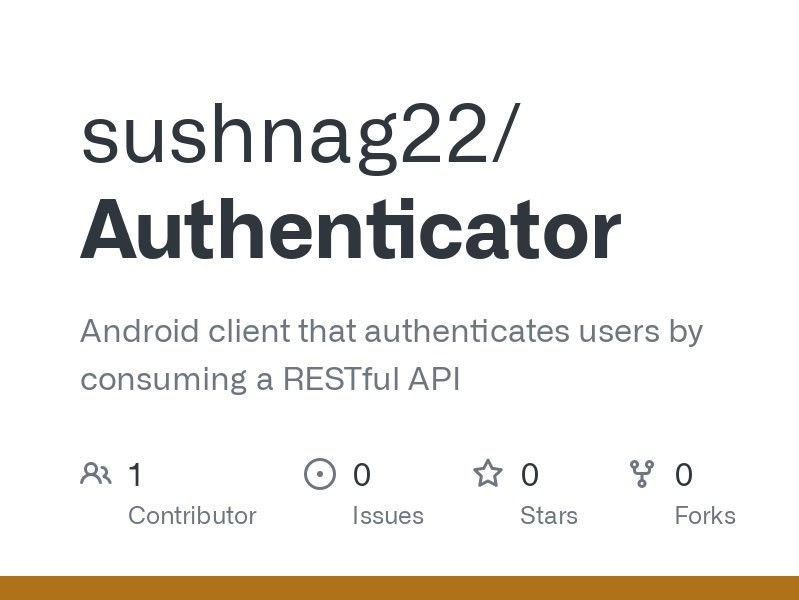 sushnag22/
Authenticator
Android client that authenticates users by
consuming a RESTful API
1 0 0 0
Contributor Issues Stars Forks